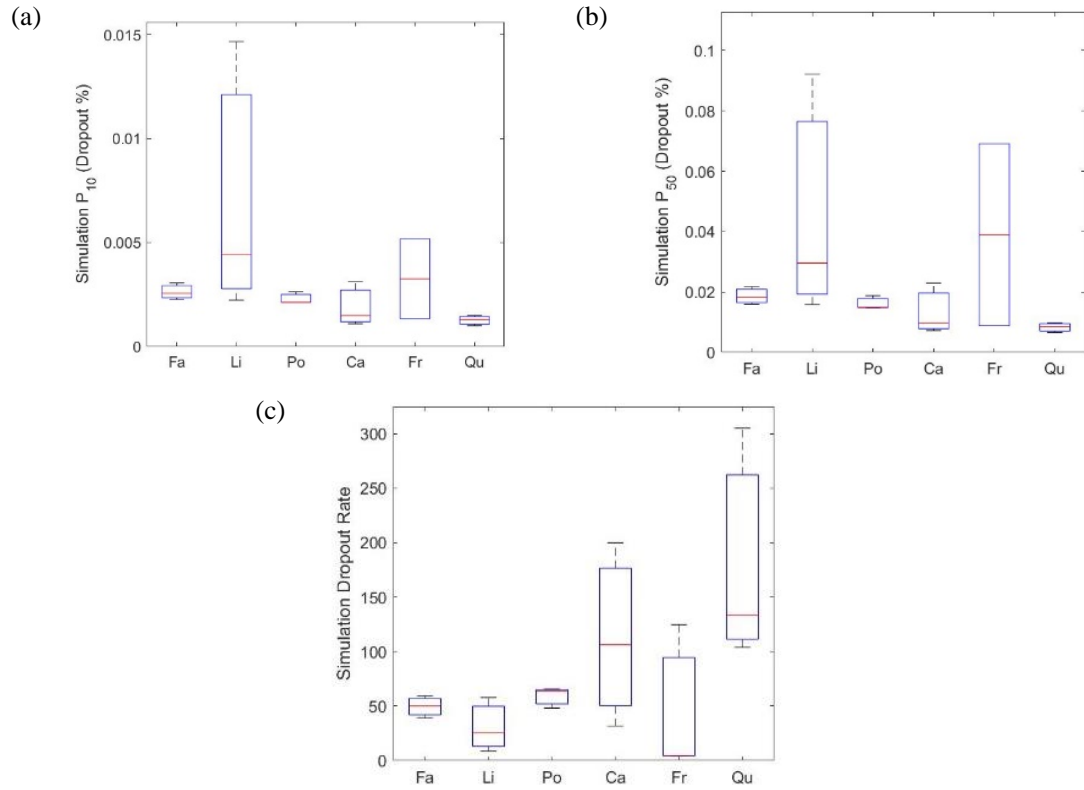 (a)
Simulation P10 (Dropout %)
0.015
0.01
0.005
0
Fa Li Po Ca Fr Qu
(b)
Simulation P50 (Dropout %)
0.1
0.08
0.06
0.04
0.02
0
Fa Li Po Ca Fr Qu
(c)
Simulation Dropout Rate
300
250
200
150
100
50
0
Fa Li Po Ca Fr Qu